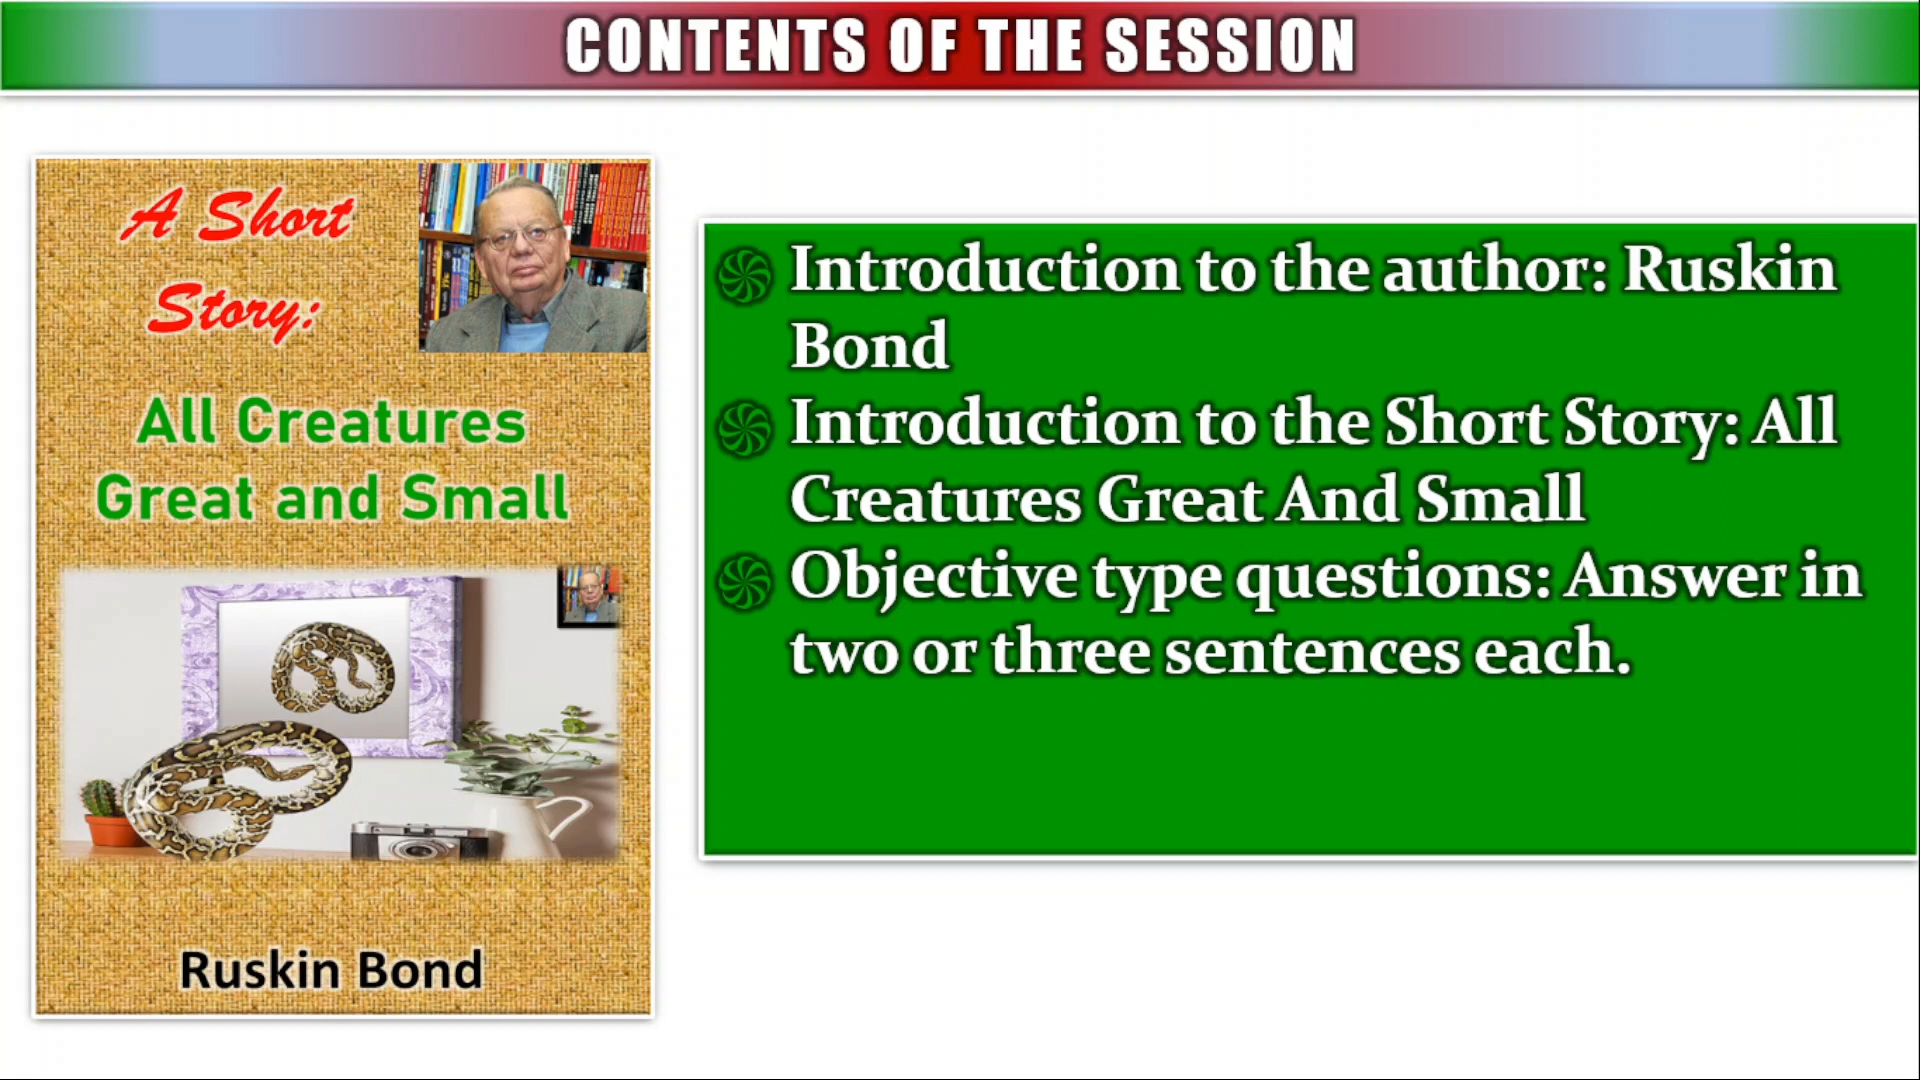 CONTENTS OF THE SESSION
A Short
Story:
All Creatures
Great and Small
Ruskin Bond
Introduction to the author: Ruskin
Bond
Introduction to the Short Story: All
Creatures Great And Small
Objective type questions: Answer in
two or three sentences each.